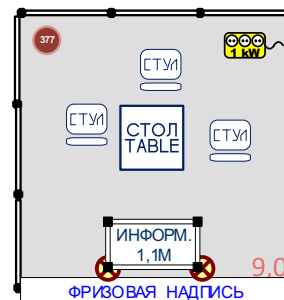 377
1 kW
СТУЛ
СТУЛ
СТОЛ
TABLE
СТУЛ
ИНФОРМ.
1,1М
9,0
ФРИЗОВАЯ НАДПИСЬ